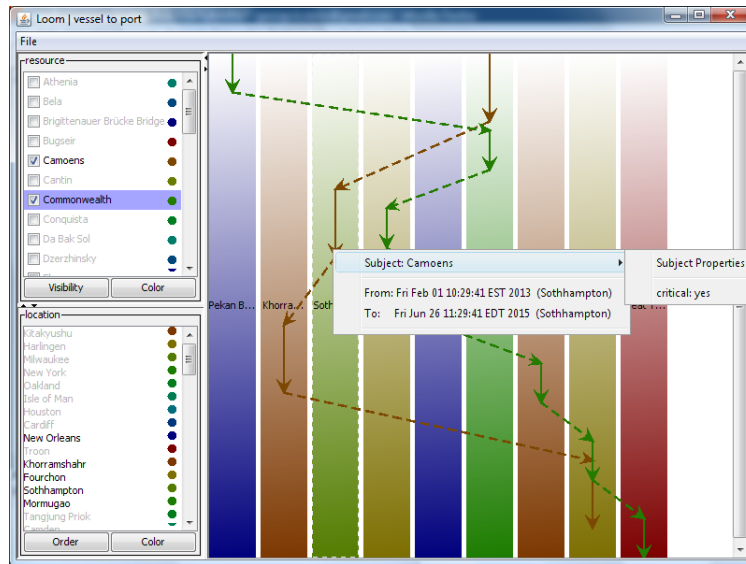 Loom | vessel to port
File
resource
Athenia
Bela
Brigittenauer Brücke Bridge
Bugseir
Camoens
Cantin
Commonwealth
Conquista
Da Bak Sol
Dzerzhinsky
Visibility Color
location
Kitakyushu
Harlingen
Milwaukee
New York
Oakland
Isle of Man
Houston
Cardiff
New Orleans
Troon
Khorramshahr
Fourchon
Sothhampton
Mormugao
Tangjung Priok
Camden
Order Color
Pekan B... Khorra... Soth
Subject: Camoens
From: Fri Feb 01 10:29:41 EST 2013 (Sothhampton)
To: Fri Jun 26 11:29:41 EDT 2015 (Sothhampton)
Subject Properties
critical: yes